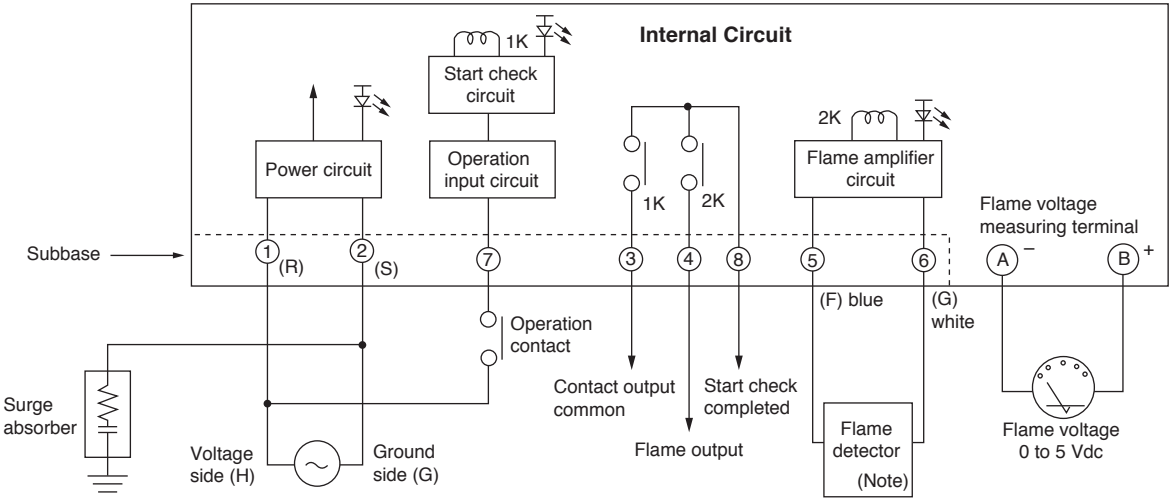 Internal Circuit
1K
Start check
circuit
2K
Power circuit
Operation
input circuit
Flame amplifier
circuit
1K
2K
Flame voltage
measuring terminal
Subbase
1
(R)
2
(S)
7
3
4
8
5
6
A
−
B
+
(F) blue
(G)
white
Operation
contact
Contact output
common
Start check
completed
Surge
absorber
Flame output
Flame
detector
(Note)
Flame voltage
0 to 5 Vdc
Voltage
side (H)
Ground
side (G)